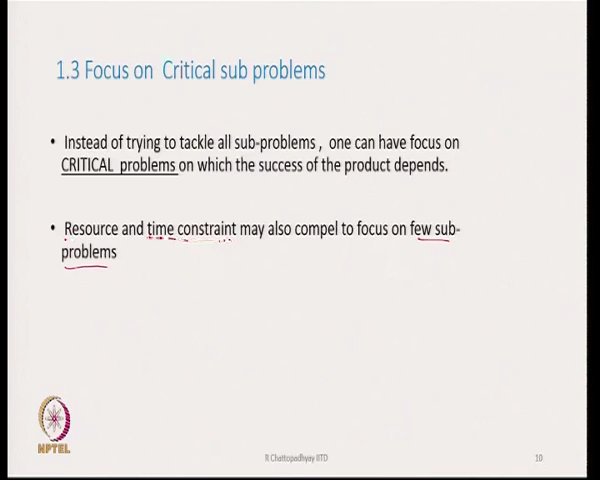 1.3 Focus on Critical sub problems
• Instead of trying to tackle all sub-problems , one can have focus on
CRITICAL problems on which the success of the product depends.
• Resource and time constraint may also compel to focus on few sub-
problems
NPTEL
R Chattopadhyay IITD
10